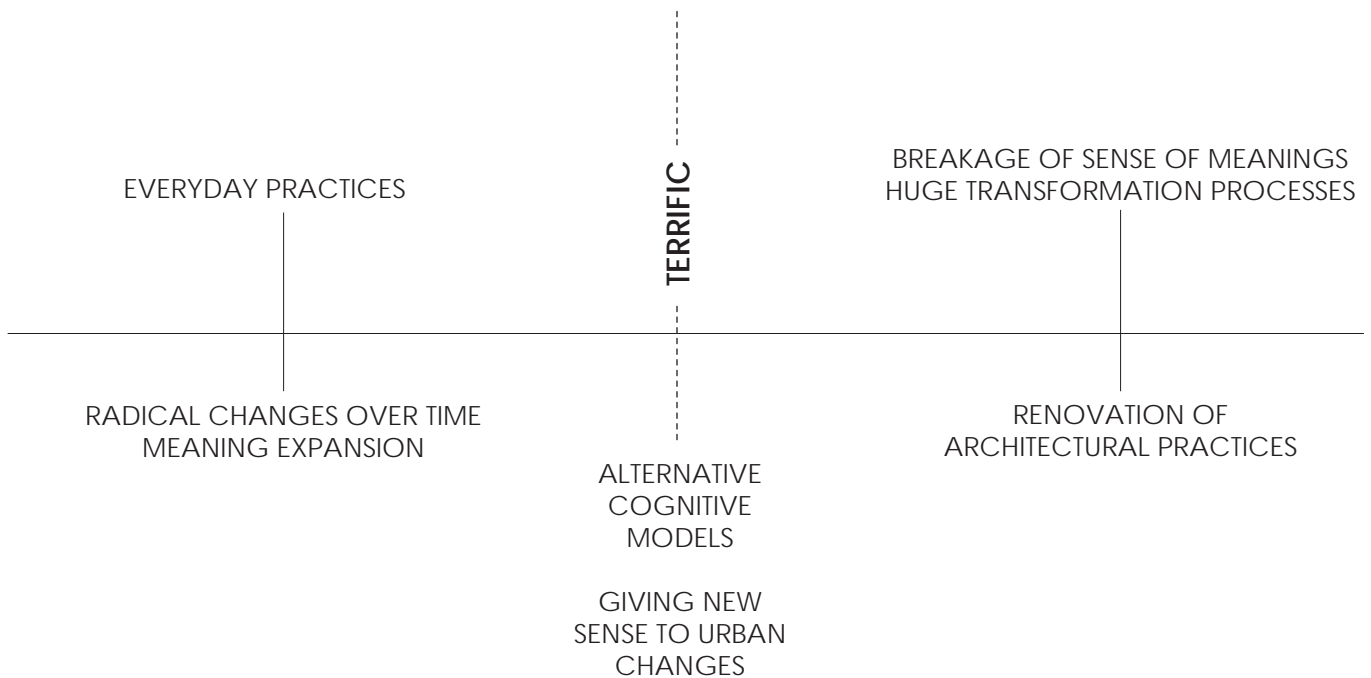 EVERYDAY PRACTICES
RADICAL CHANGES OVER TIME
MEANING EXPANSION
TERRIFIC
ALTERNATIVE
COGNITIVE
MODELS
GIVING NEW
SENSE TO URBAN
CHANGES
BREAKAGE OF SENSE OF MEANINGS
HUGE TRANSFORMATION PROCESSES
RENOVATION OF
ARCHITECTURAL PRACTICES